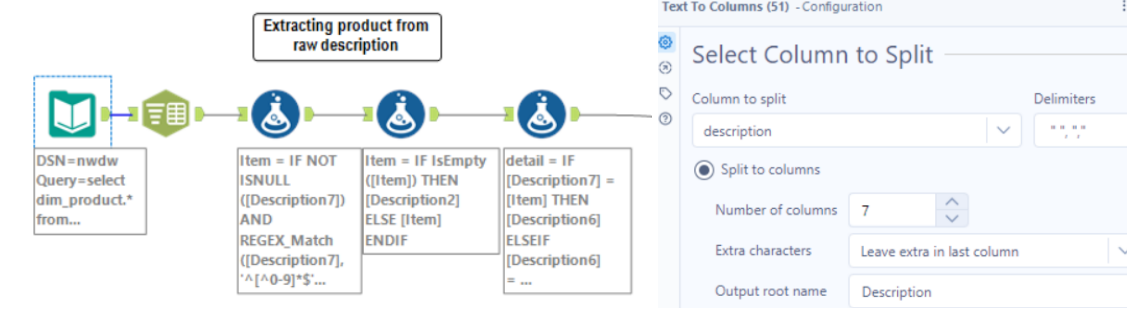 Extracting product from
raw description
DSN=nwdw
Query=select
dim_product.*
from...
Item = IF NOT
ISNULL
([Description7])
AND
REGEX_Match
([Description7],
'^[^0-9]*$'...
Item = IF IsEmpty
([Item]) THEN
[Description2]
ELSE [Item]
ENDIF
detail = IF
[Description7] =
[Item] THEN
[Description6]
ELSEIF
[Description6]
= ...
Text To Columns (51) - Configuration
Select Column to Split
Column to split
Delimiters
description
" ", ","
Split to columns
Number of columns
7
Extra characters
Leave extra in last column
Output root name
Description